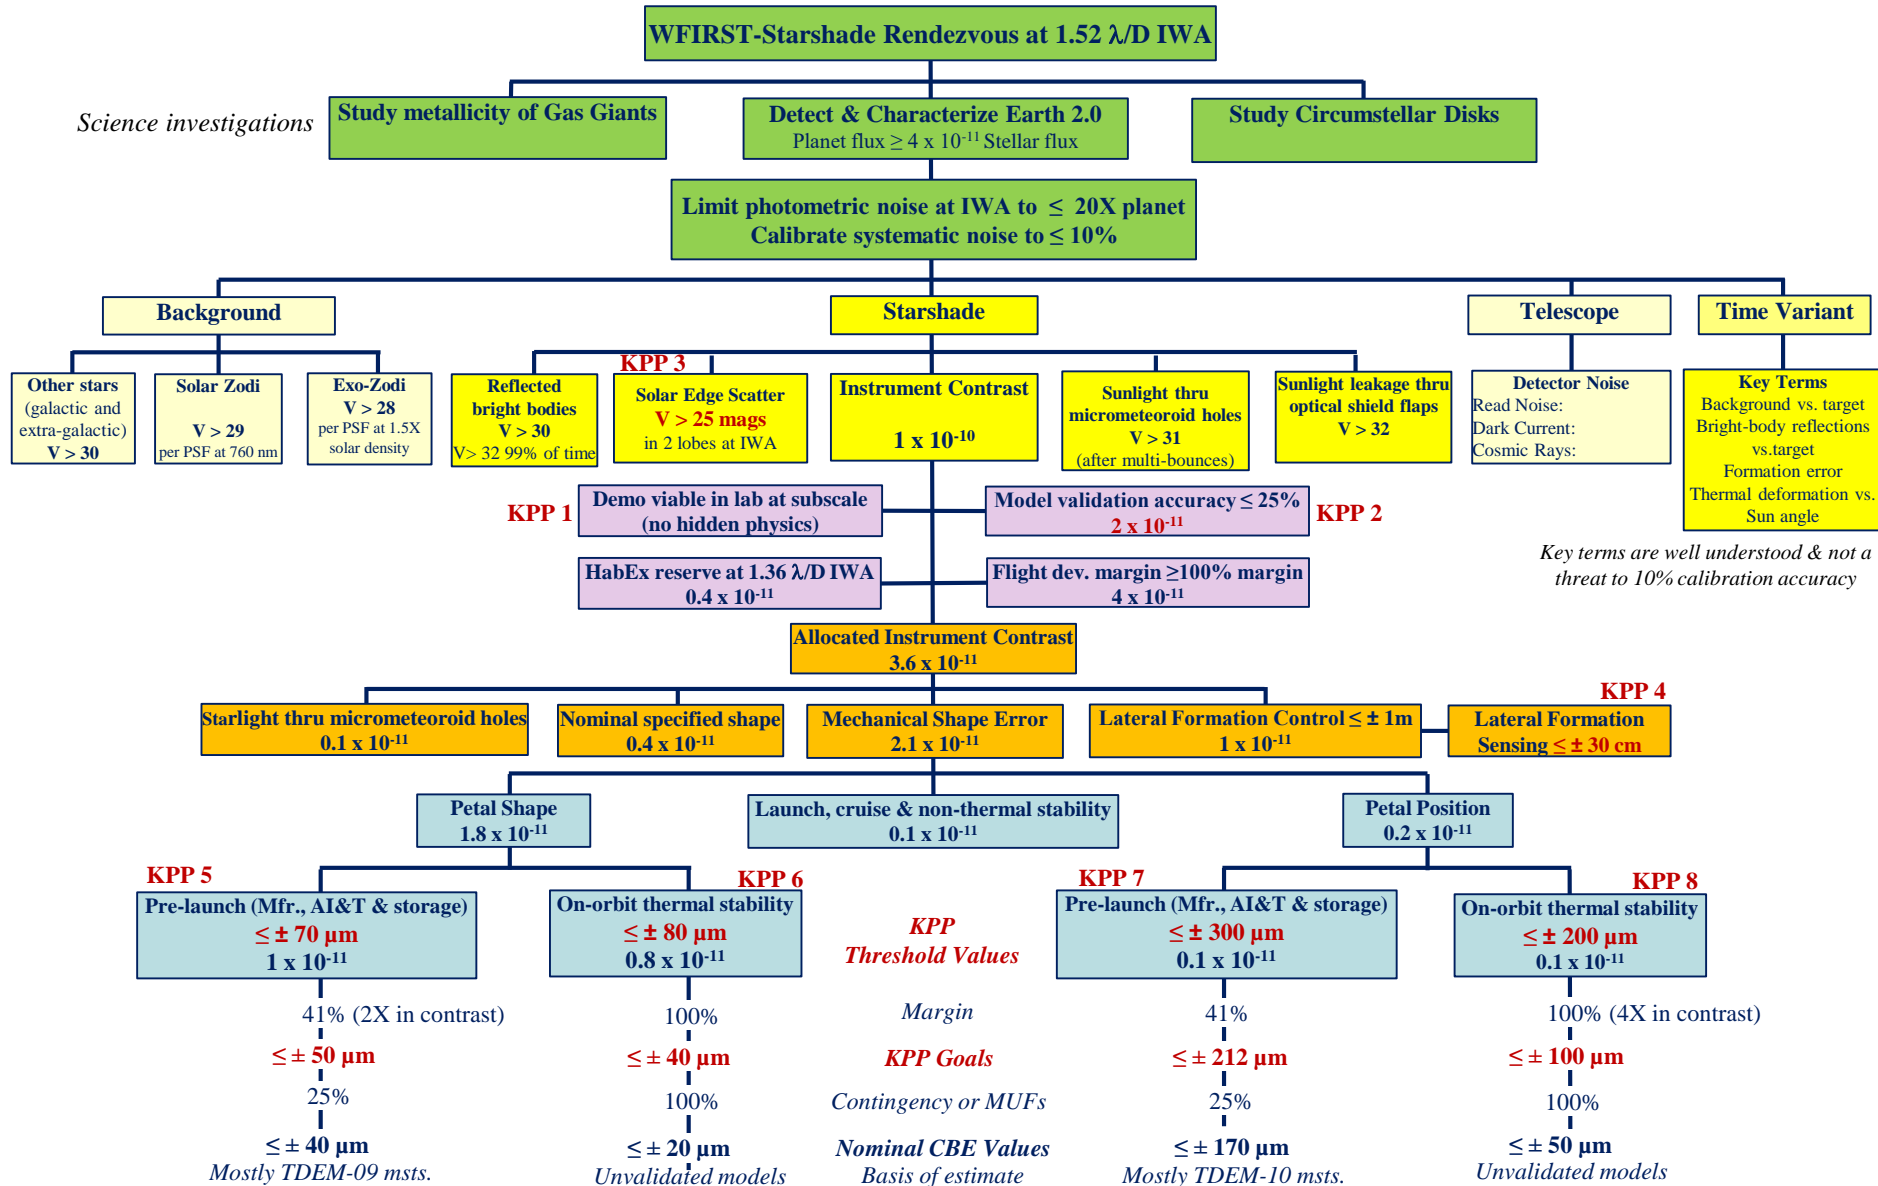 WFIRST-Starshade Rendezvous at 1.52 λ/D IWA
Science investigations
Study metallicity of Gas Giants
Detect & Characterize Earth 2.0
Planet flux ≥ 4 x 10⁻¹¹ Stellar flux
Study Circumstellar Disks
Limit photometric noise at IWA to ≤ 20X planet
Calibrate systematic noise to ≤ 10%
Background
Starshade
Telescope
Time Variant
Other stars
(galactic and
extra-galactic)
V > 30
Solar Zodi
V > 29
per PSF at 760 nm
Exo-Zodi
V > 28
per PSF at 1.5X
solar density
Reflected
bright bodies
V > 30
V> 32 99% of time
KPP 3
Solar Edge Scatter
V > 25 mags
in 2 lobes at IWA
Instrument Contrast
1 x 10⁻¹⁰
Sunlight thru
micrometeoroid holes
V > 31
(after multi-bounces)
Sunlight leakage thru
optical shield flaps
V > 32
Detector Noise
Read Noise:
Dark Current:
Cosmic Rays:
Key Terms
Background vs. target
Bright-body reflections
vs.target
Formation error
Thermal deformation vs.
Sun angle
Key terms are well understood & not a
threat to 10% calibration accuracy
KPP 1
Demo viable in lab at subscale
(no hidden physics)
Model validation accuracy ≤ 25%
2 x 10⁻¹¹
KPP 2
HabEx reserve at 1.36 λ/D IWA
0.4 x 10⁻¹¹
Flight dev. margin ≥100% margin
4 x 10⁻¹¹
Allocated Instrument Contrast
3.6 x 10⁻¹¹
Starlight thru micrometeoroid holes
0.1 x 10⁻¹¹
Nominal specified shape
0.4 x 10⁻¹¹
Mechanical Shape Error
2.1 x 10⁻¹¹
Lateral Formation Control ≤ ± 1m
1 x 10⁻¹¹
KPP 4
Lateral Formation
Sensing ≤ ± 30 cm
Petal Shape
1.8 x 10⁻¹¹
Launch, cruise & non-thermal stability
0.1 x 10⁻¹¹
Petal Position
0.2 x 10⁻¹¹
KPP 5
Pre-launch (Mfr., AI&T & storage)
≤ ± 70 µm
1 x 10⁻¹¹
KPP 6
On-orbit thermal stability
≤ ± 80 µm
0.8 x 10⁻¹¹
KPP
Threshold Values
KPP 7
Pre-launch (Mfr., AI&T & storage)
≤ ± 300 µm
0.1 x 10⁻¹¹
KPP 8
On-orbit thermal stability
≤ ± 200 µm
0.1 x 10⁻¹¹
41% (2X in contrast)
100%
Margin
41%
100% (4X in contrast)
≤ ± 50 µm
≤ ± 40 µm
KPP Goals
≤ ± 212 µm
≤ ± 100 µm
25%
100%
Contingency or MUFs
25%
100%
≤ ± 40 µm
≤ ± 20 µm
Nominal CBE Values
≤ ± 170 µm
≤ ± 50 µm
Mostly TDEM-09 msts.
Unvalidated models
Basis of estimate
Mostly TDEM-10 msts.
Unvalidated models